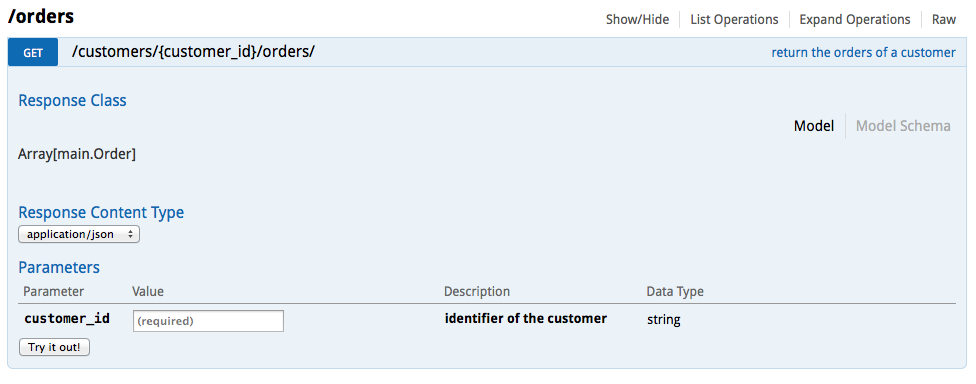 /orders
Show/Hide List Operations Expand Operations Raw
GET /customers/{customer_id}/orders/ return the orders of a customer
Response Class
Model Model Schema
Array[main.Order]
Response Content Type
application/json
Parameters
Parameter Value Description Data Type
customer_id (required) identifier of the customer string
Try it out!